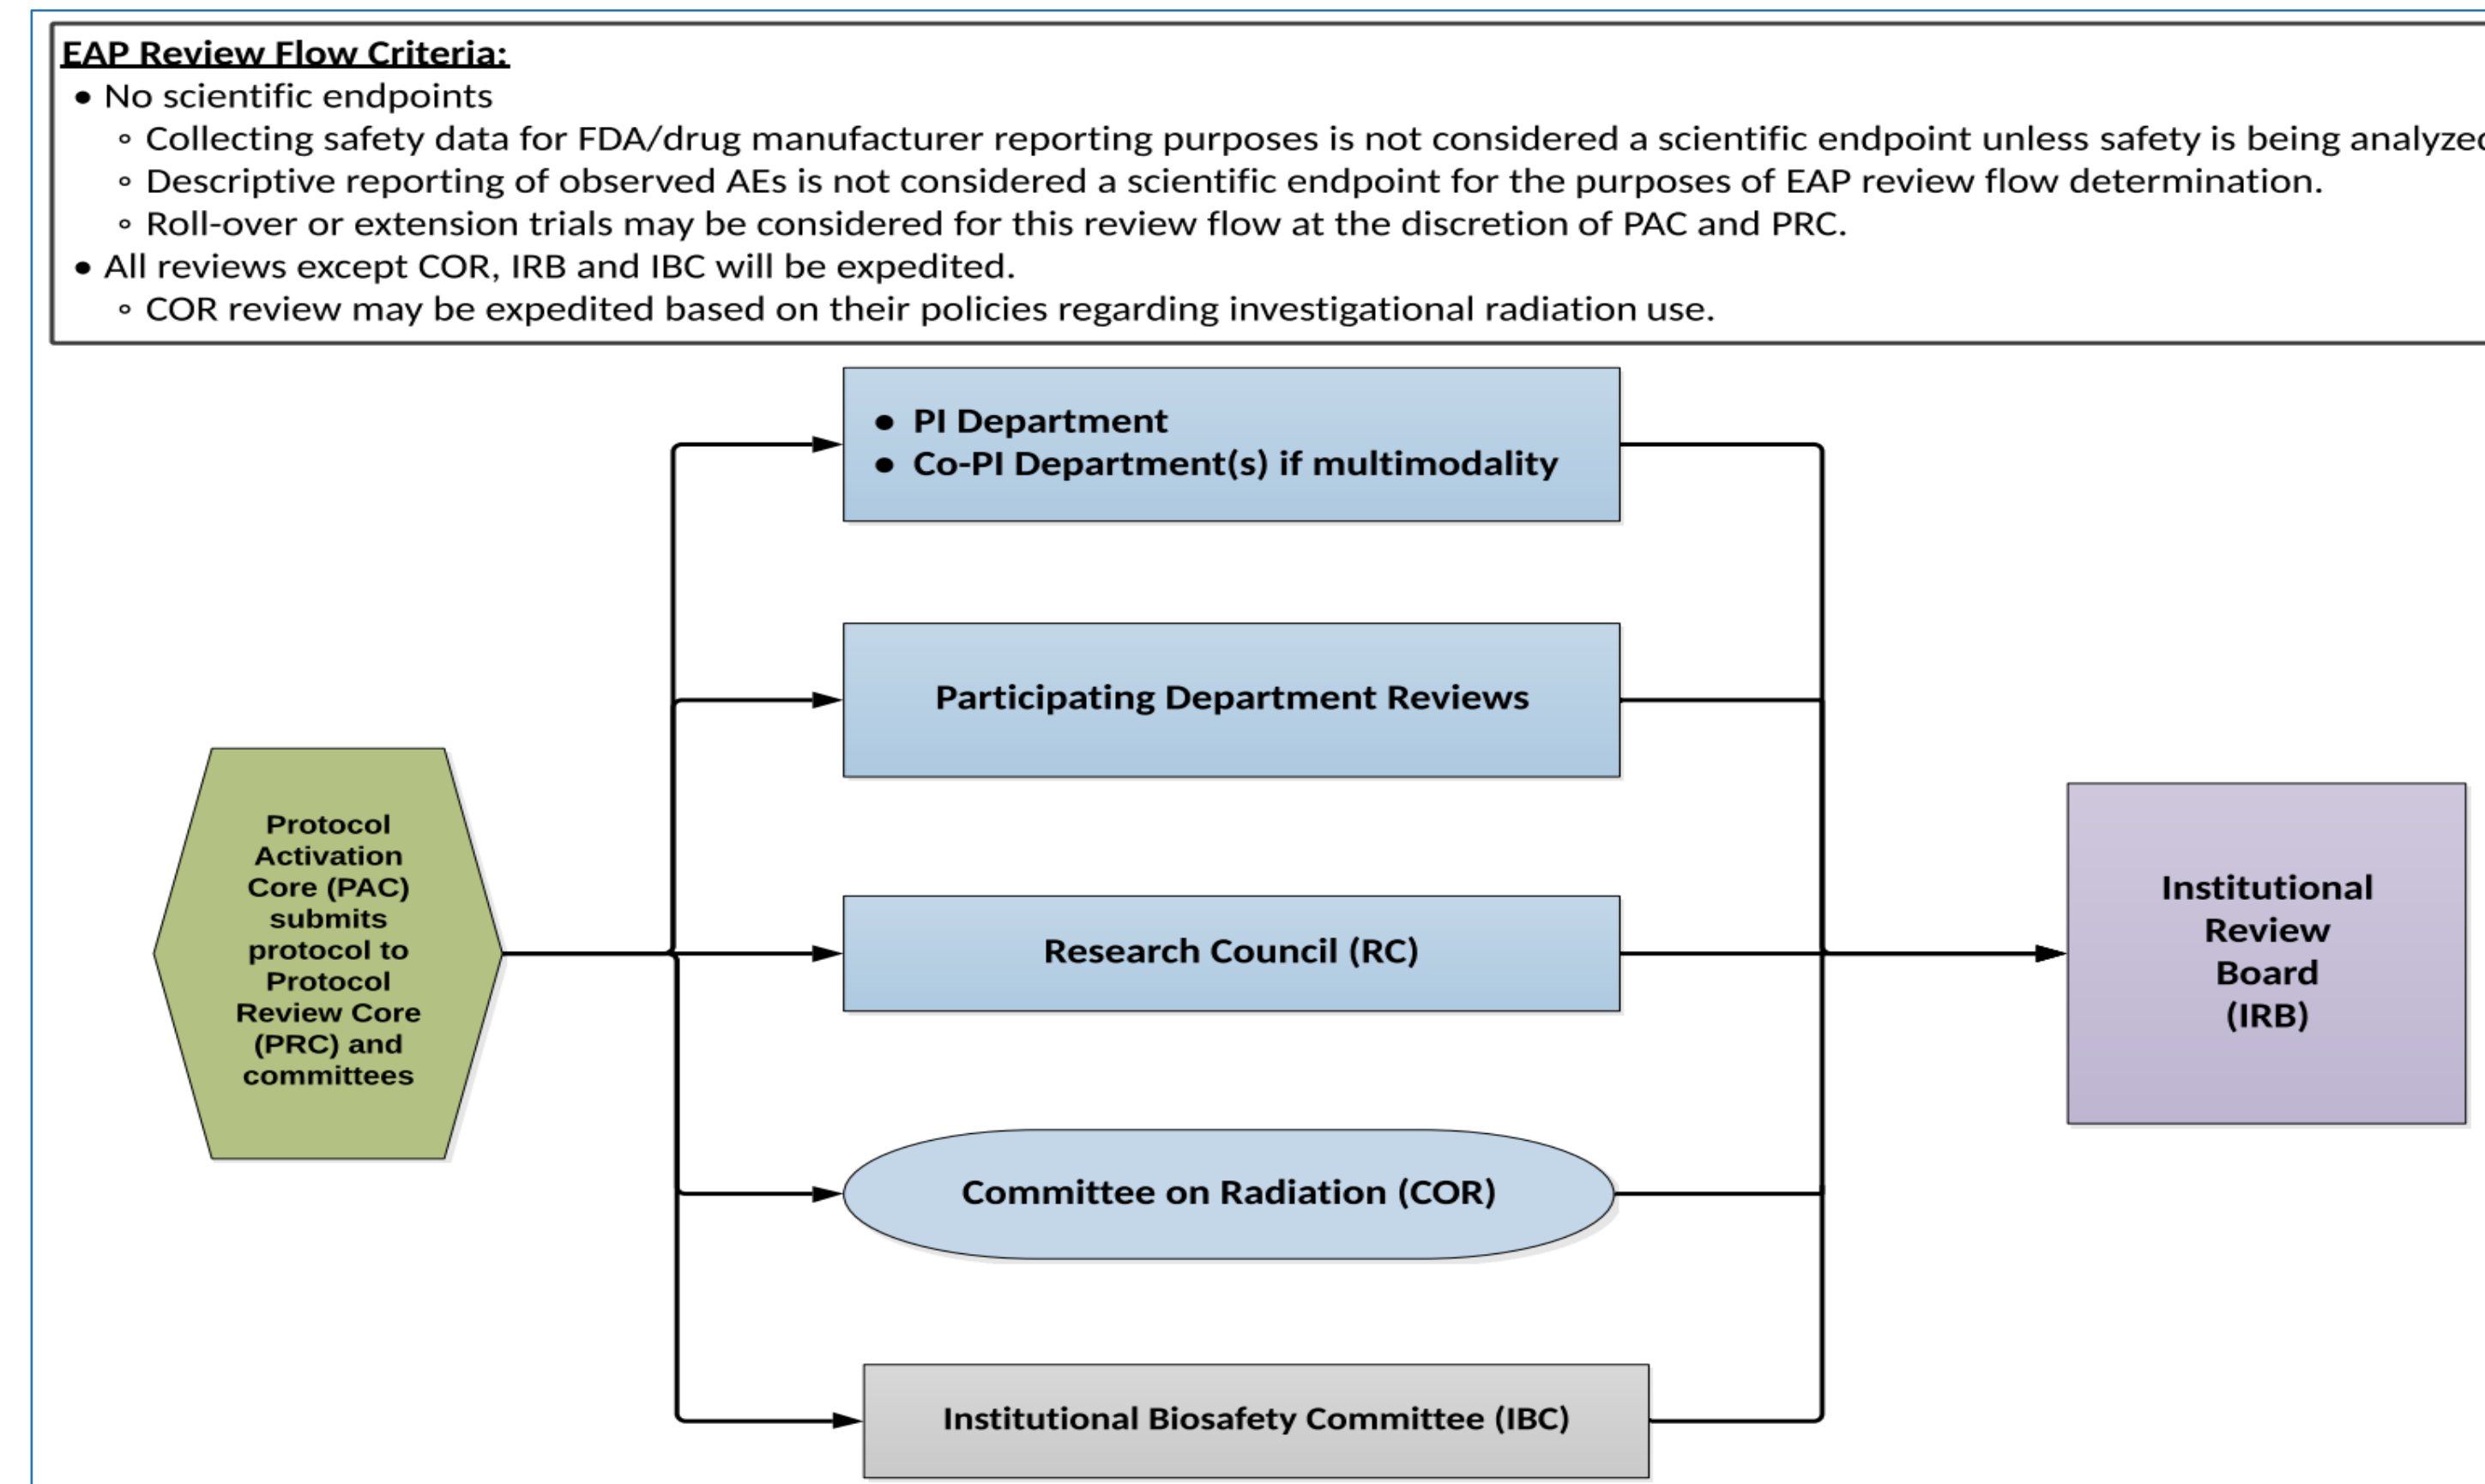 EAP Review Flow Criteria:
• No scientific endpoints
◦ Collecting safety data for FDA/drug manufacturer reporting purposes is not considered a scientific endpoint unless safety is being analyzed
◦ Descriptive reporting of observed AEs is not considered a scientific endpoint for the purposes of EAP review flow determination.
◦ Roll-over or extension trials may be considered for this review flow at the discretion of PAC and PRC.
• All reviews except COR, IRB and IBC will be expedited.
◦ COR review may be expedited based on their policies regarding investigational radiation use.
• PI Department
• Co-PI Department(s) if multimodality
Participating Department Reviews
Protocol
Activation
Core (PAC)
submits
protocol to
Protocol
Review Core
(PRC) and
committees
Research Council (RC)
Institutional
Review
Board
(IRB)
Committee on Radiation (COR)
Institutional Biosafety Committee (IBC)